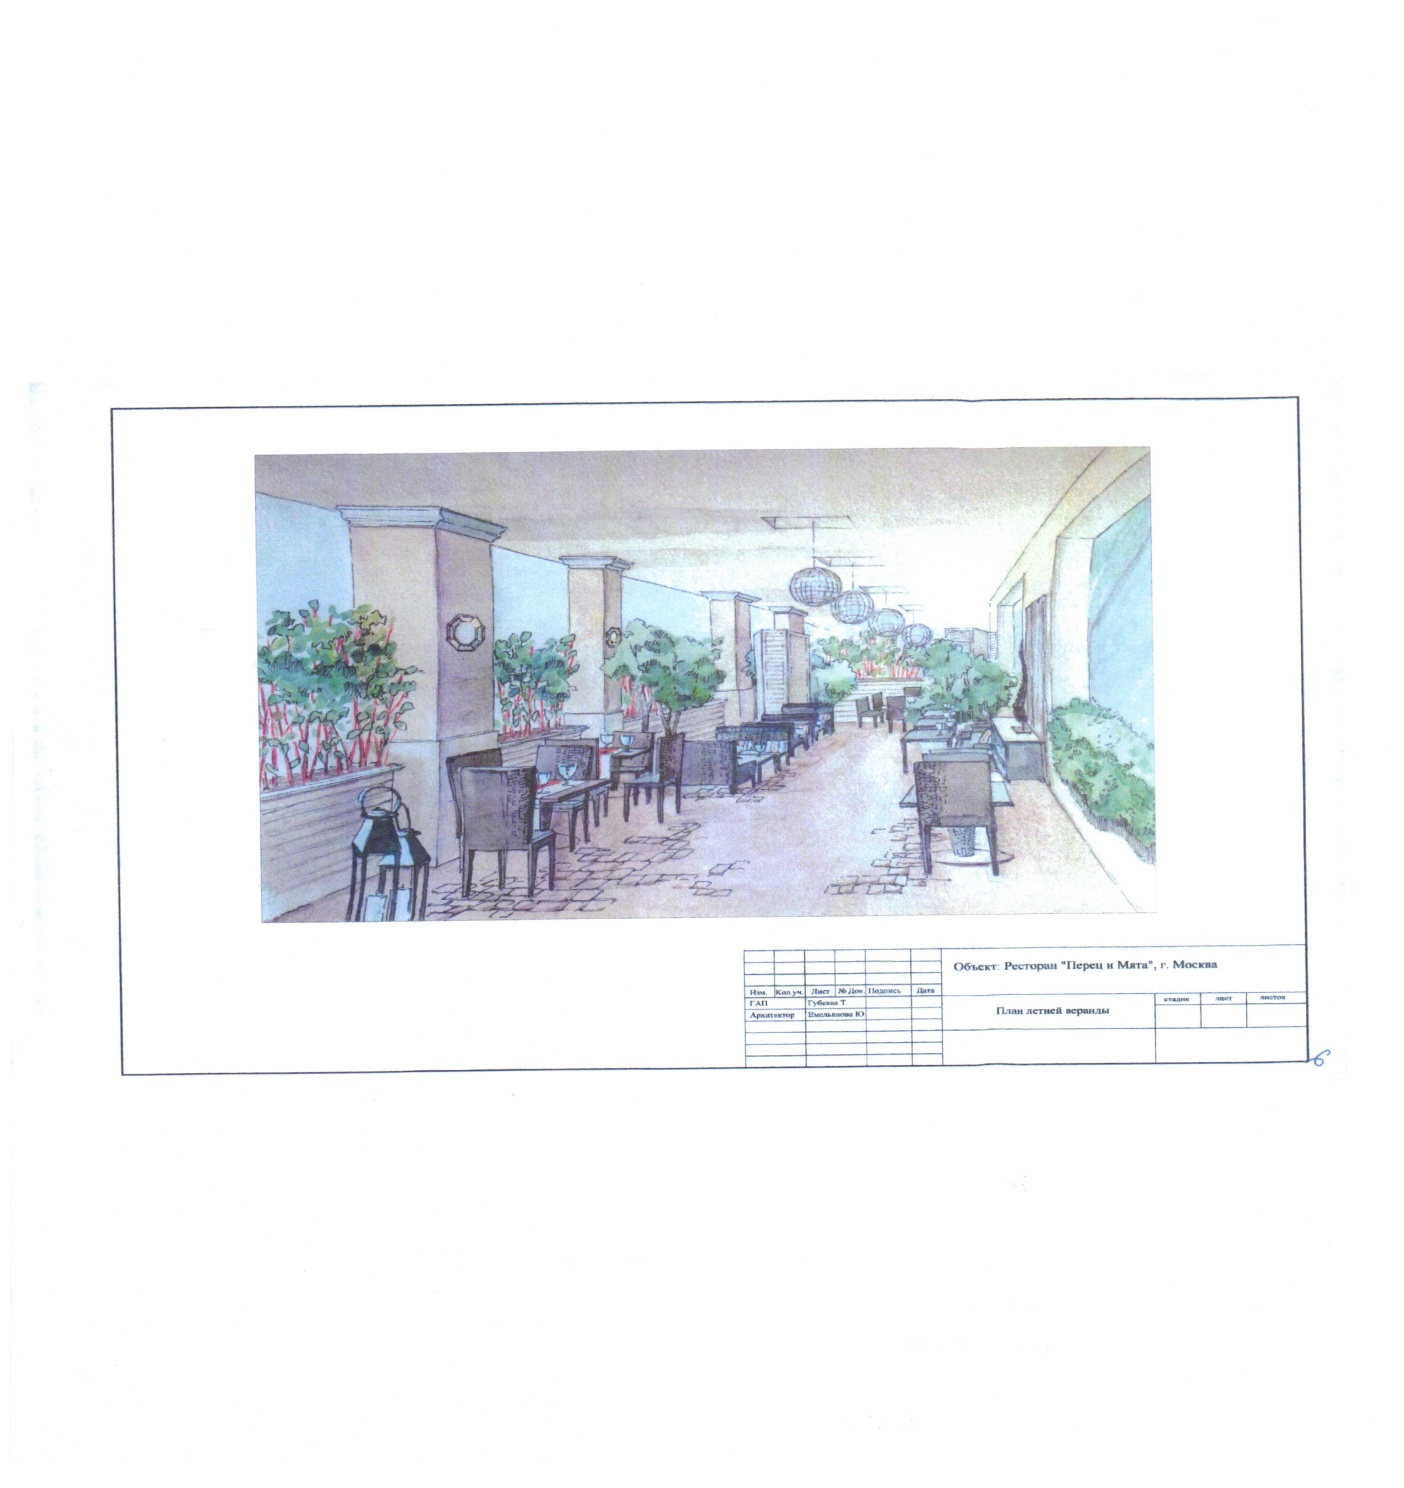 Объект: Ресторан "Перец и Мята", г. Москва
Изм. Кол.уч. Лист № Док. Подпись Дата
ГАП Губская Т.
Архитектор Емельянова Ю.
План летней веранды
стадия лист листов
6